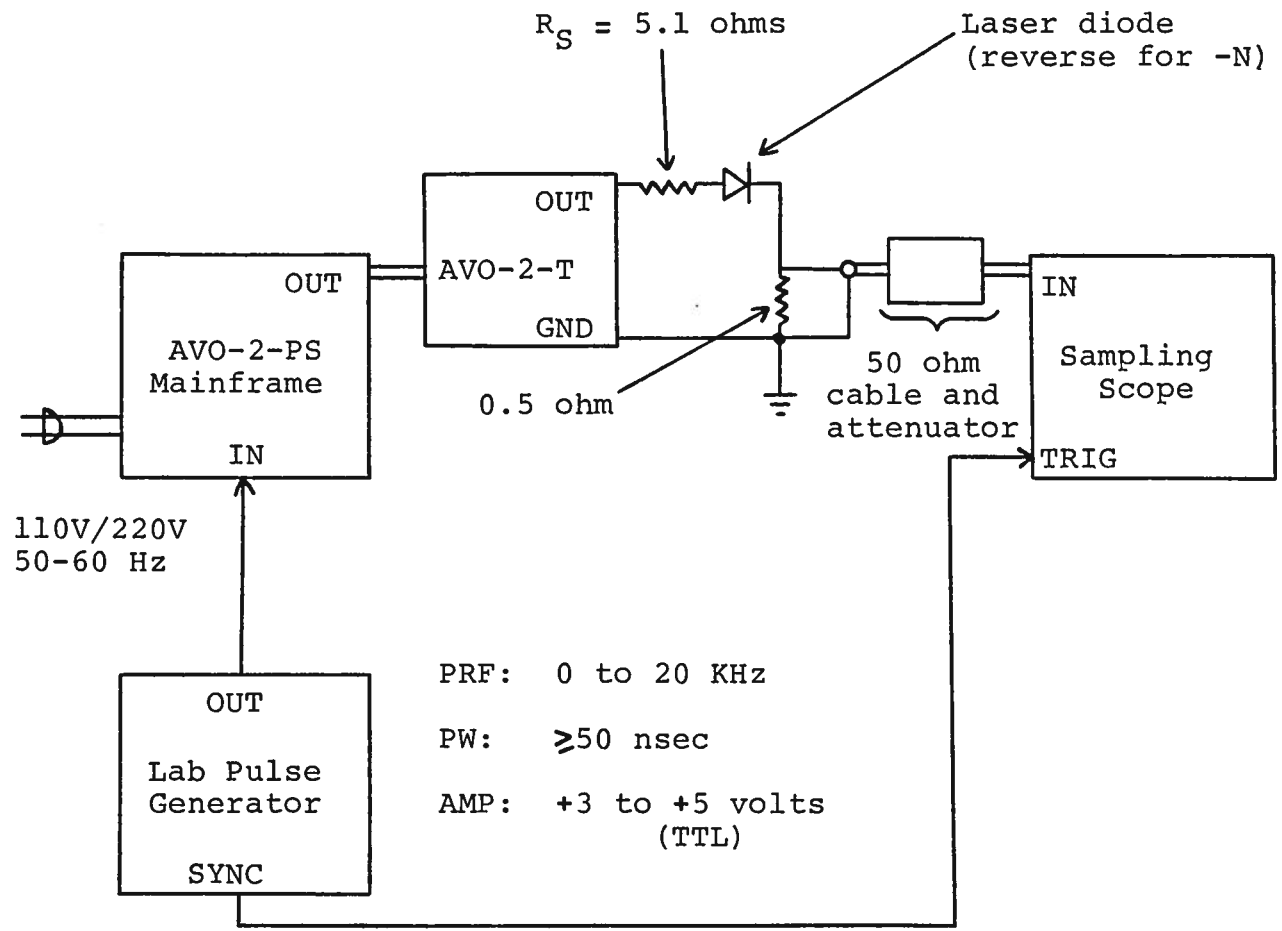 R_S = 5.1 ohms
Laser diode
(reverse for -N)
OUT
AVO-2-T
GND
OUT
AVO-2-PS
Mainframe
IN
0.5 ohm
50 ohm
cable and
attenuator
IN
Sampling
Scope
TRIG
110V/220V
50-60 Hz
OUT
Lab Pulse
Generator
SYNC
PRF: 0 to 20 KHz
PW: ≥50 nsec
AMP: +3 to +5 volts
(TTL)